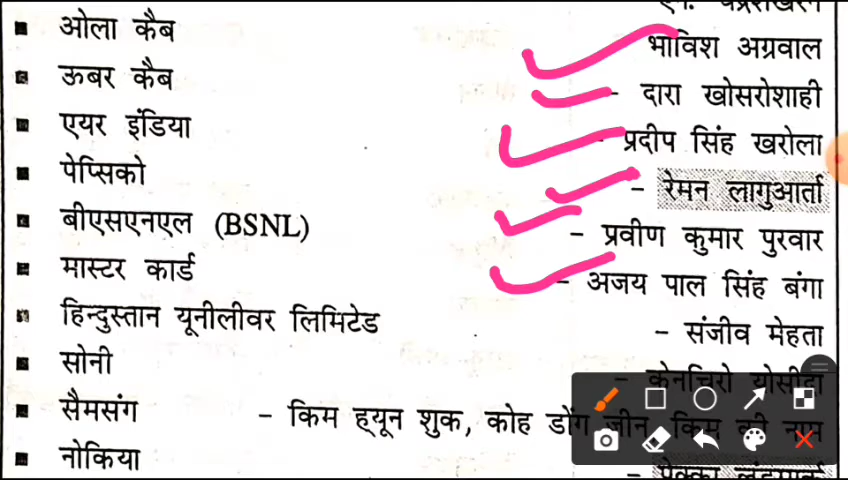 ओला कैब भाविश अग्रवाल
ऊबर कैब - दारा खोसरोशाही
एयर इंडिया - प्रदीप सिंह खरोला
पेप्सिको - रेमन लागुआर्ता
बीएसएनएल (BSNL) - प्रवीण कुमार पुरवार
मास्टर कार्ड - अजय पाल सिंह बंगा
हिन्दुस्तान यूनीलीवर लिमिटेड - संजीव मेहता
सोनी - केनचिरो योसीदा
सैमसंग - किम ह्यून शुक, कोह डोंग जीन, किम की नाम
नोकिया